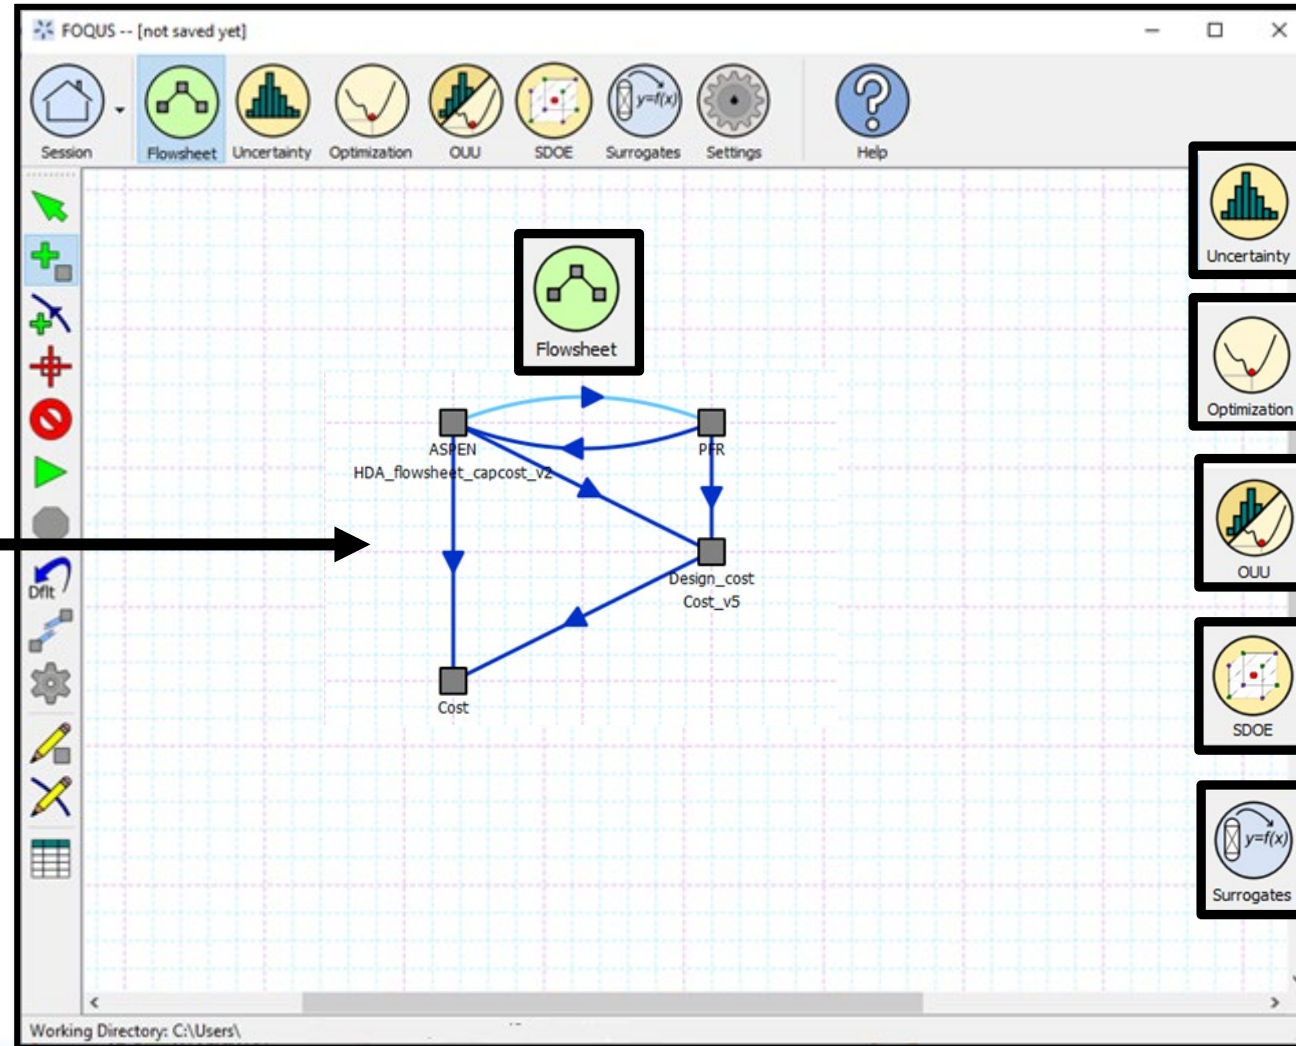 FOQUS -- [not saved yet]
Session
Flowsheet
Uncertainty
Optimization
OUU
y=f(x)
SDOE
Surrogates
Settings
Help
Uncertainty
Flowsheet
Optimization
ASPEN
PFR
HDA_flowsheet_capcost_v2
OUU
Dflt
Design_cost
Cost_v5
Cost
SDOE
y=f(x)
Surrogates
Working Directory: C:\Users\